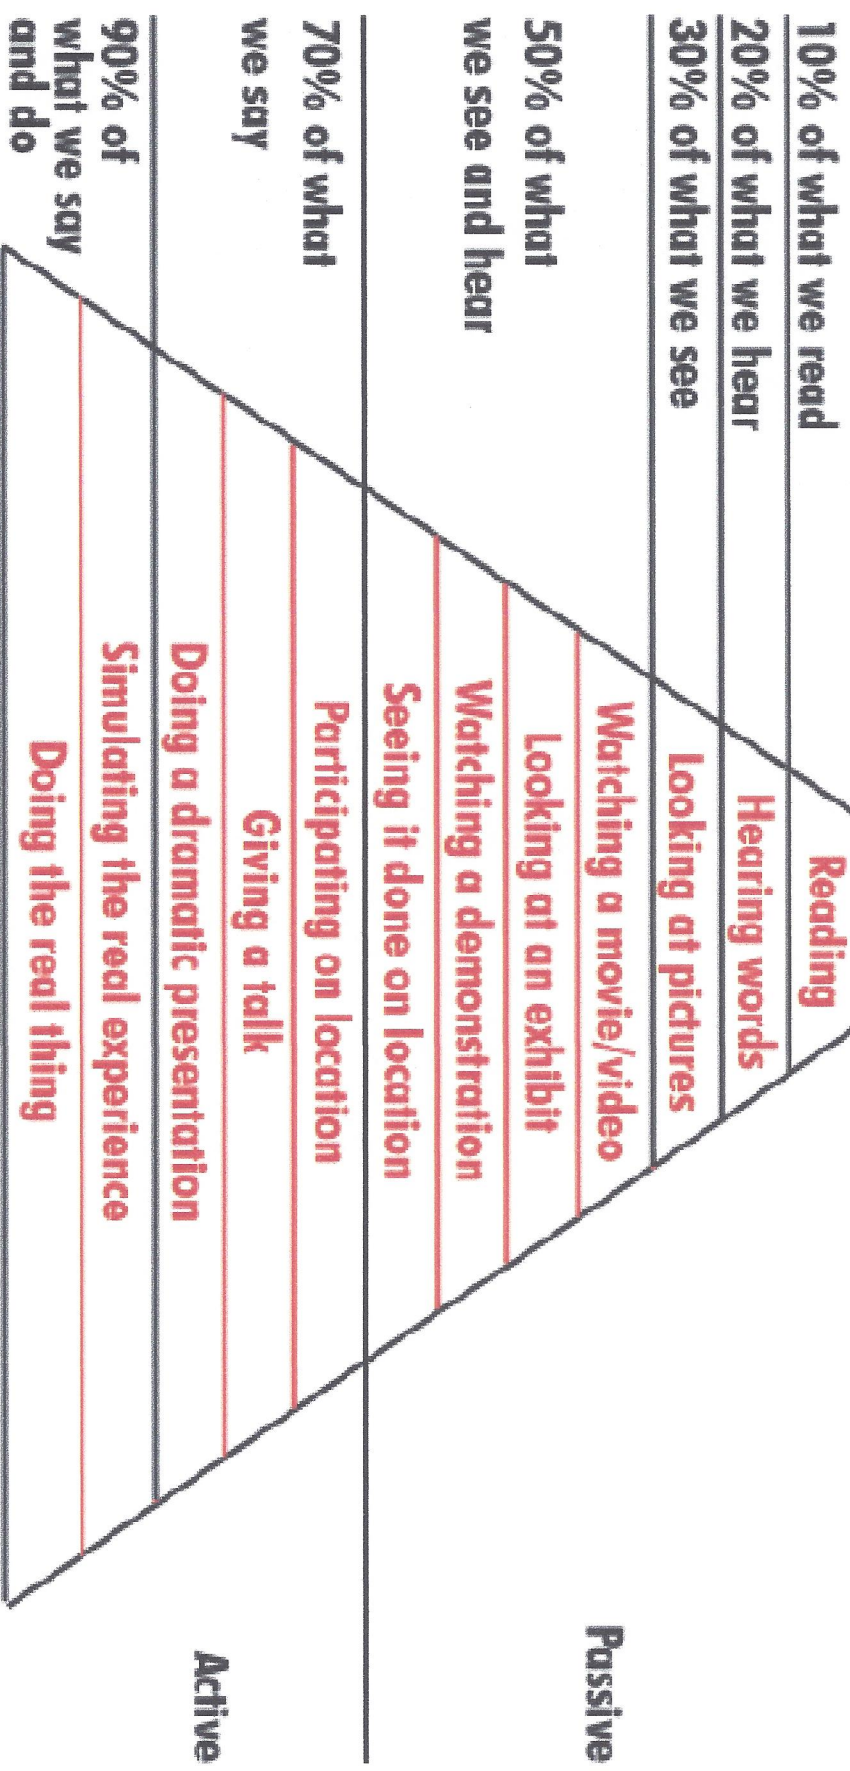 10% of what we read
Reading
20% of what we hear
Hearing words
30% of what we see
Looking at pictures
50% of what
we see and hear
Watching a movie/video
Looking at an exhibit
Watching a demonstration
Seeing it done on location
Passive
70% of what
we say
Participating on location
Giving a talk
Doing a dramatic presentation
Active
90% of
what we say
and do
Simulating the real experience
Doing the real thing